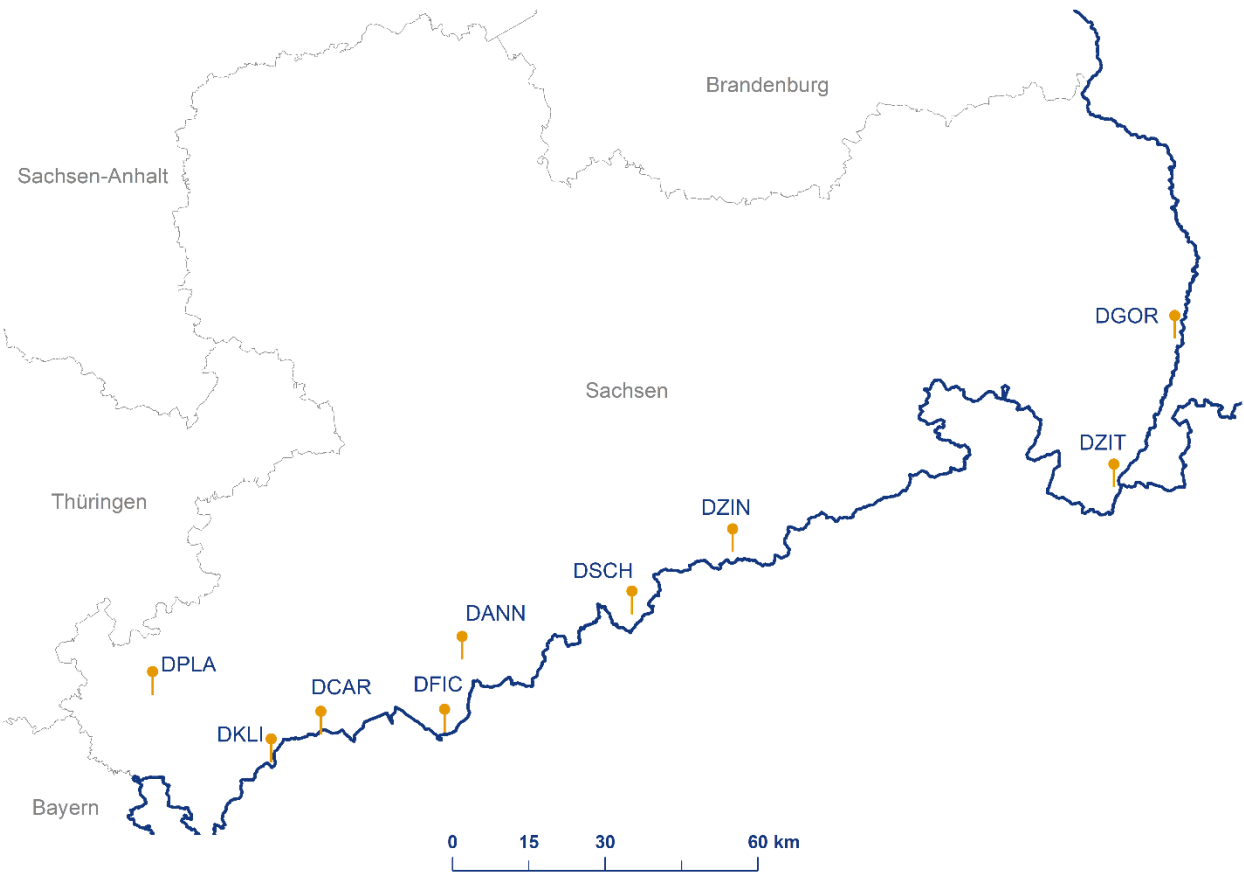 Brandenburg
Sachsen-Anhalt
DGOR
Sachsen
DZIT
Thüringen
DZIN
DSCH
DANN
DPLA
DCAR
DFIC
DKLI
Bayern
0 15 30 60 km